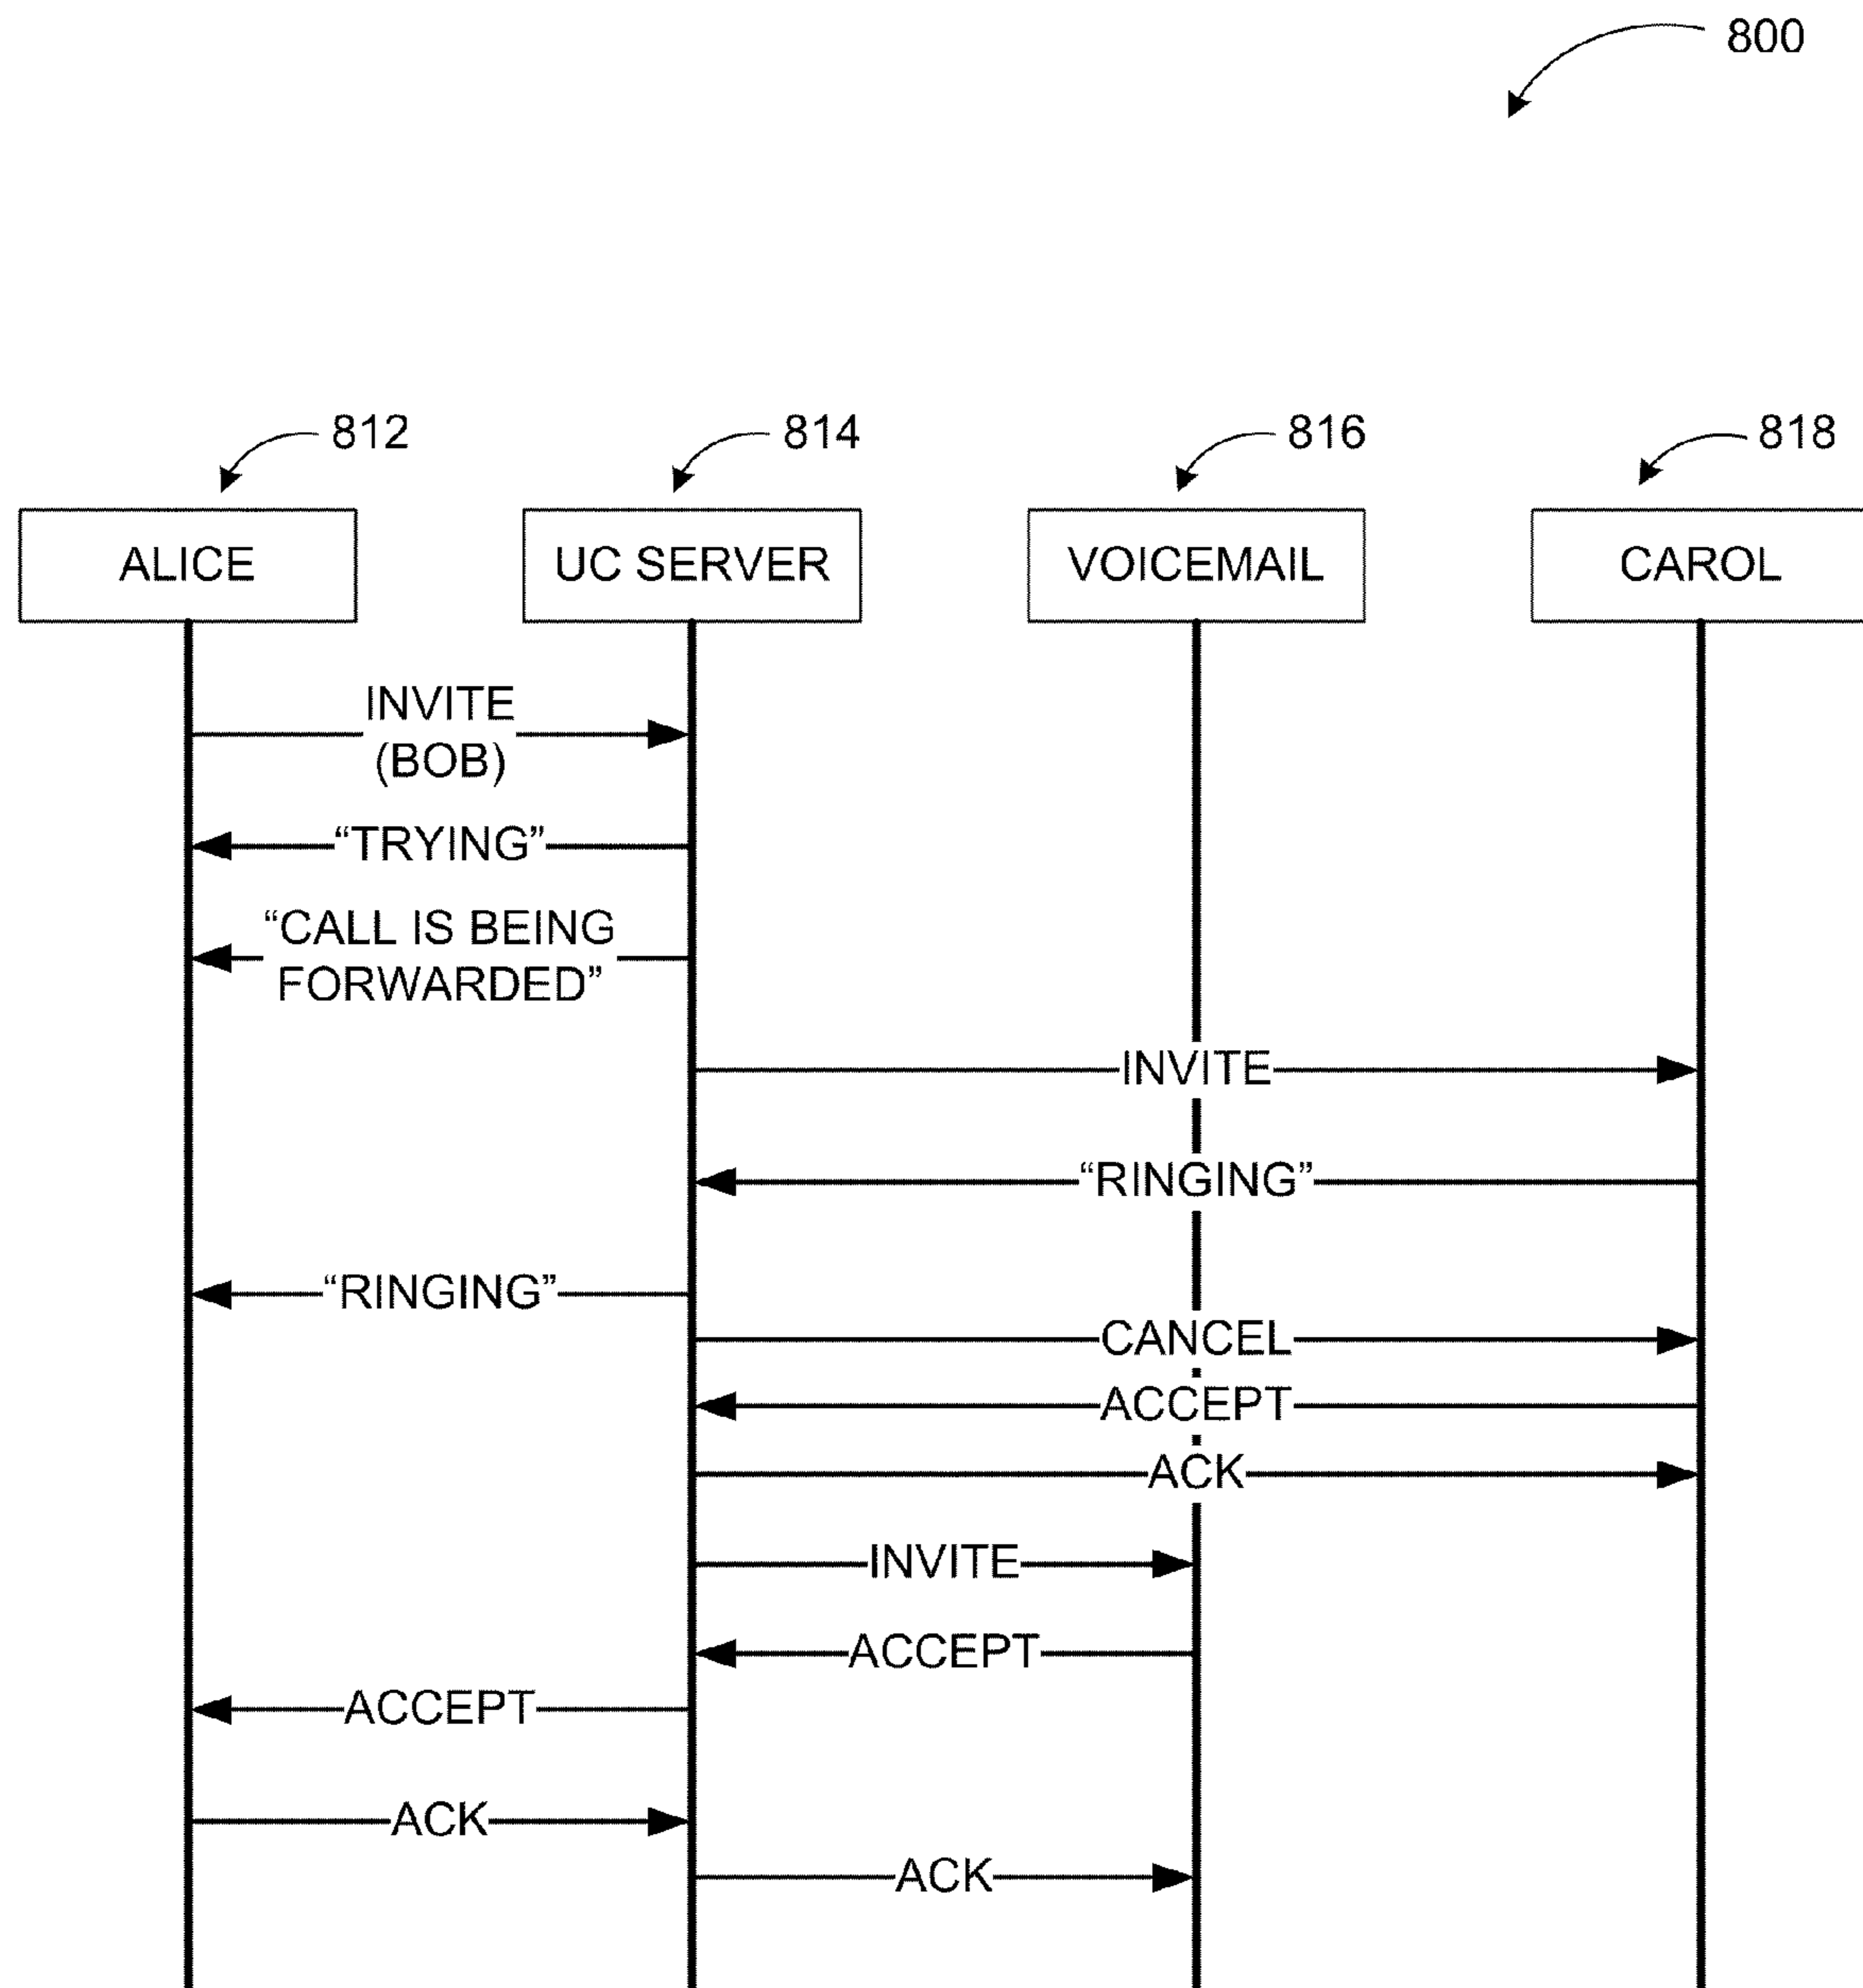 800
812
814
816
818
ALICE
UC SERVER
VOICEMAIL
CAROL
INVITE
(BOB)
“TRYING”
“CALL IS BEING
FORWARDED”
INVITE
“RINGING”
“RINGING”
CANCEL
ACCEPT
ACK
INVITE
ACCEPT
ACCEPT
ACK
ACK